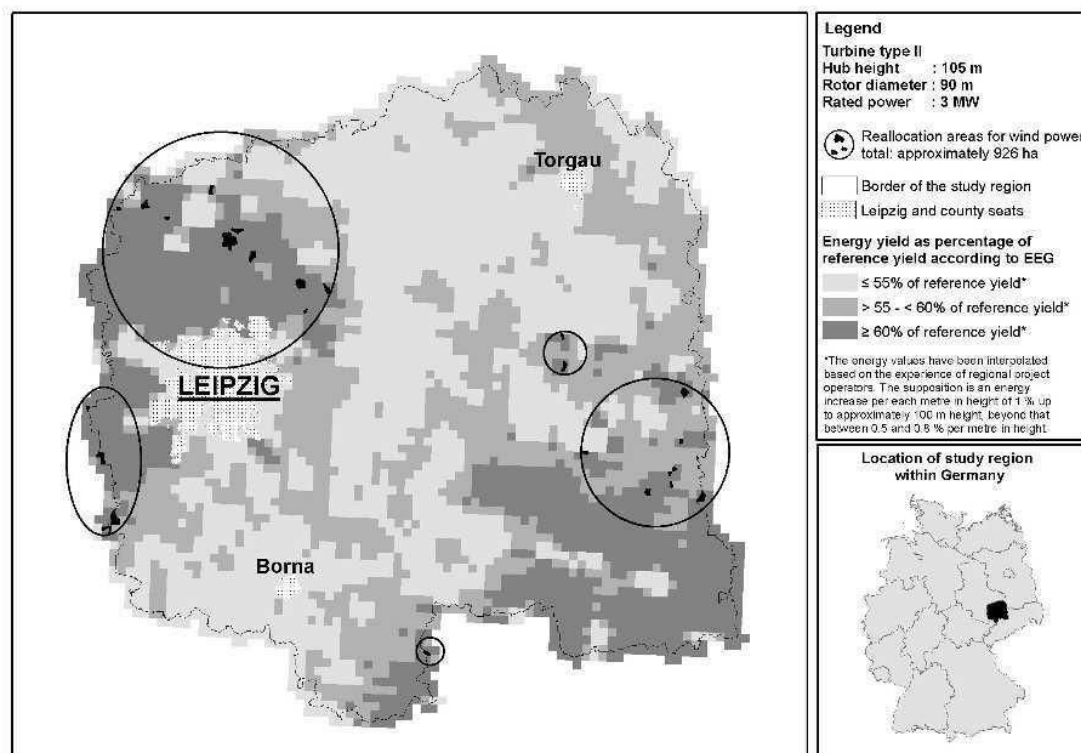 Torgau
LEIPZIG
Borna
Legend
Turbine type II
Hub height : 105 m
Rotor diameter : 90 m
Rated power : 3 MW
Reallocation areas for wind power
total: approximately 926 ha
Border of the study region
Leipzig and county seats
Energy yield as percentage of
reference yield according to EEG
≤ 55% of reference yield*
> 55 - < 60% of reference yield*
≥ 60% of reference yield*
*The energy values have been interpolated
based on the experience of regional project
operators. The supposition is an energy
increase per each metre in height of 1 % up
to approximately 100 m height, beyond that
between 0.5 and 0.8 % per metre in height
Location of study region
within Germany